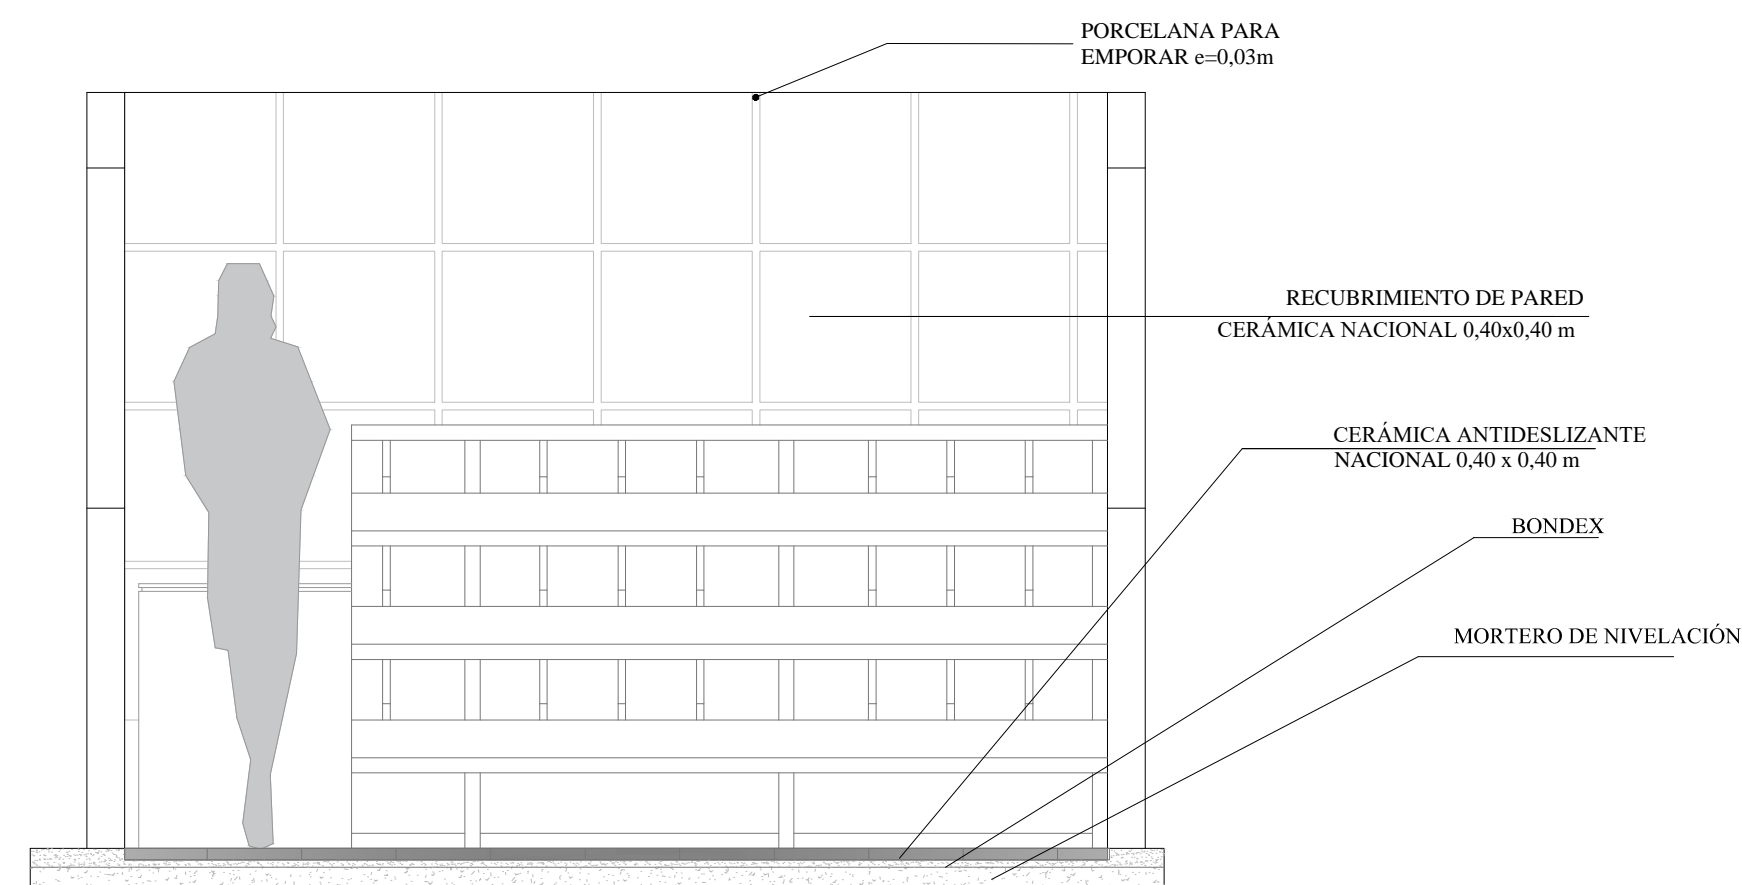 PORCELANA PARA
EMPORAR e=0,03m
RECUBRIMIENTO DE PARED
CERÁMICA NACIONAL 0,40x0,40 m
CERÁMICA ANTIDESLIZANTE
NACIONAL 0,40 x 0,40 m
BONDEX
MORTERO DE NIVELACIÓN